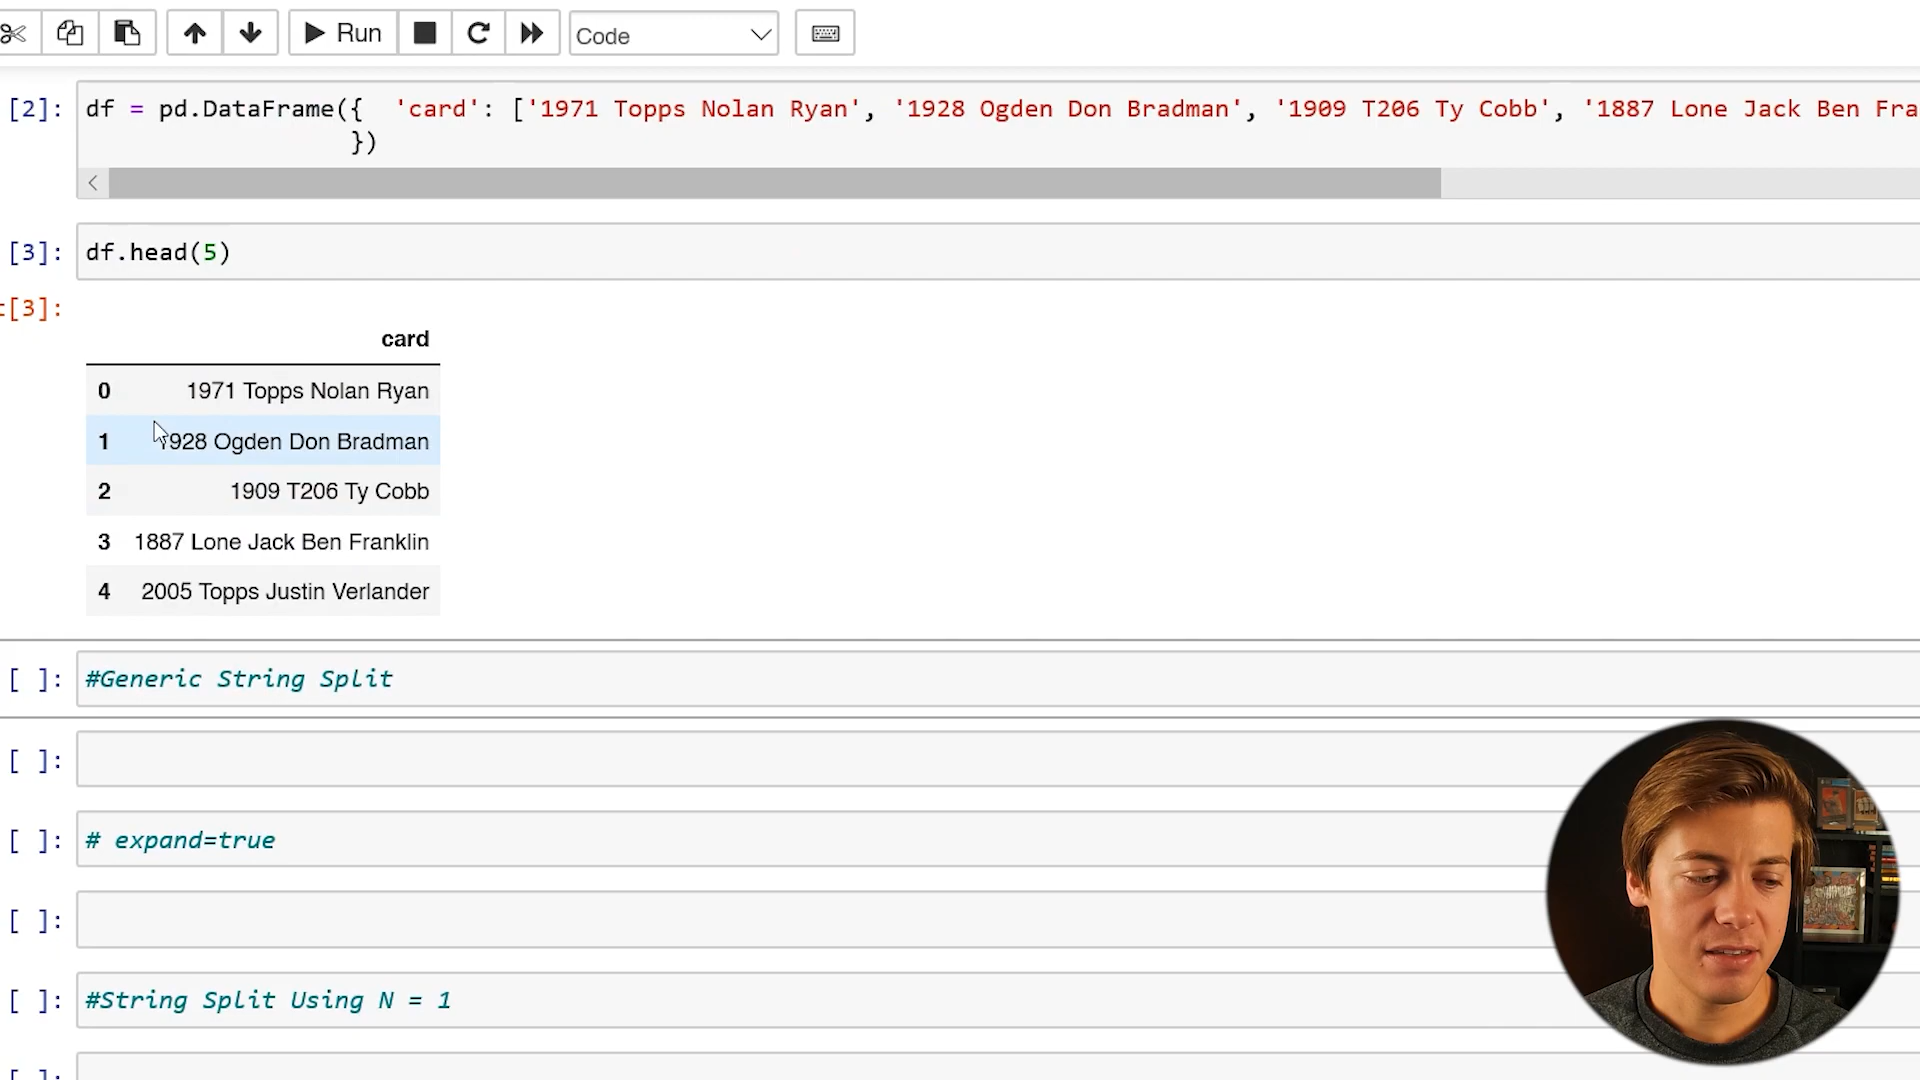 Run Code
[2]: df = pd.DataFrame({ 'card': ['1971 Topps Nolan Ryan', '1928 Ogden Don Bradman', '1909 T206 Ty Cobb', '1887 Lone Jack Ben Fra
})
[3]: df.head(5)
t[3]:
card
0 1971 Topps Nolan Ryan
1 1928 Ogden Don Bradman
2 1909 T206 Ty Cobb
3 1887 Lone Jack Ben Franklin
4 2005 Topps Justin Verlander
[ ]: #Generic String Split
[ ]:
[ ]: # expand=true
[ ]:
[ ]: #String Split Using N = 1
[ ]: